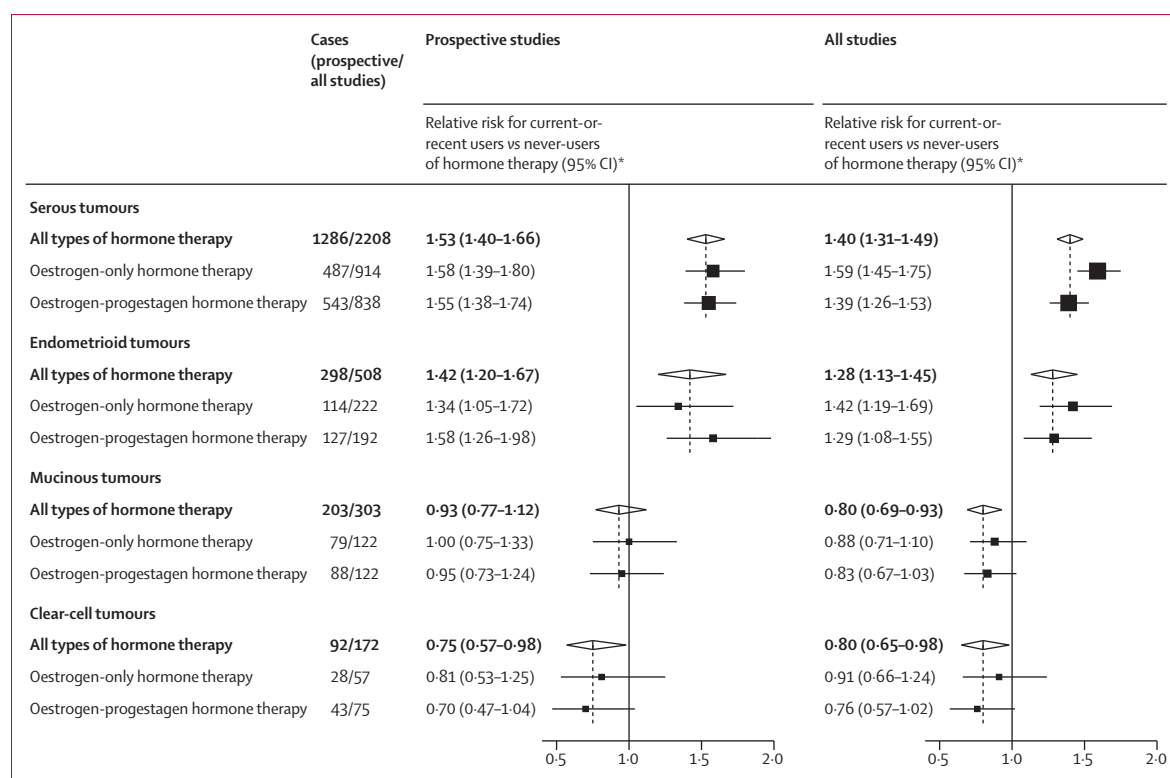 Cases
(prospective/
all studies)
Prospective studies
All studies
Relative risk for current-or-
recent users vs never-users
of hormone therapy (95% CI)*
Relative risk for current-or-
recent users vs never-users
of hormone therapy (95% CI)*
Serous tumours
All types of hormone therapy 1286/2208 1·53 (1·40–1·66) 1·40 (1·31–1·49)
Oestrogen-only hormone therapy 487/914 1·58 (1·39–1·80) 1·59 (1·45–1·75)
Oestrogen-progestagen hormone therapy 543/838 1·55 (1·38–1·74) 1·39 (1·26–1·53)
Endometrioid tumours
All types of hormone therapy 298/508 1·42 (1·20–1·67) 1·28 (1·13–1·45)
Oestrogen-only hormone therapy 114/222 1·34 (1·05–1·72) 1·42 (1·19–1·69)
Oestrogen-progestagen hormone therapy 127/192 1·58 (1·26–1·98) 1·29 (1·08–1·55)
Mucinous tumours
All types of hormone therapy 203/303 0·93 (0·77–1·12) 0·80 (0·69–0·93)
Oestrogen-only hormone therapy 79/122 1·00 (0·75–1·33) 0·88 (0·71–1·10)
Oestrogen-progestagen hormone therapy 88/122 0·95 (0·73–1·24) 0·83 (0·67–1·03)
Clear-cell tumours
All types of hormone therapy 92/172 0·75 (0·57–0·98) 0·80 (0·65–0·98)
Oestrogen-only hormone therapy 28/57 0·81 (0·53–1·25) 0·91 (0·66–1·24)
Oestrogen-progestagen hormone therapy 43/75 0·70 (0·47–1·04) 0·76 (0·57–1·02)
0·5 1·0 1·5 2·0 0·5 1·0 1·5 2·0